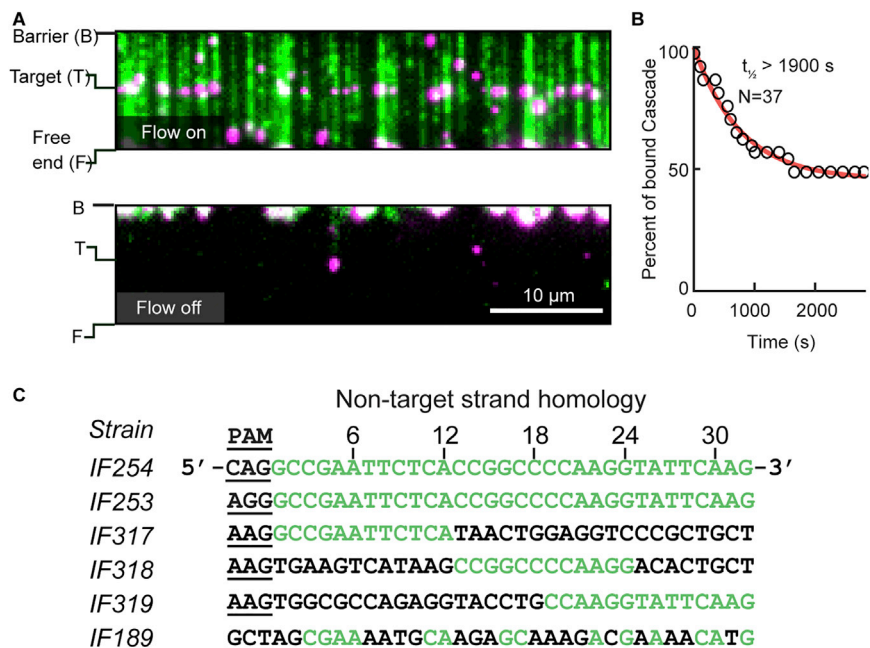 A
Barrier (B)
Target (T)
Free
end (F)
Flow on
B
T
F
Flow off
10 µm
B
Percent of bound Cascade
100
50
0
t½ > 1900 s
N=37
0 1000 2000
Time (s)
C
Non-target strand homology
Strain PAM 6 12 18 24 30
IF254 5′ -CAGGCCGAATTCTCACCGGCCCCAAGGTATTCAAG-3′
IF253 AGGGCCGAATTCTCACCGGCCCCAAGGTATTCAAG
IF317 AAGGCCGAATTCTCATAACTGGAGGTCCCGCTGCT
IF318 AAGTGAAGTCATAAGCCGGCCCCAAGGACACTGCT
IF319 AAGTGGCGCCAGAGGTACCTGCCAAGGTATTCAAG
IF189 GCTAGCGAAAATGCAAGAGCAAAGACGAAAACATG